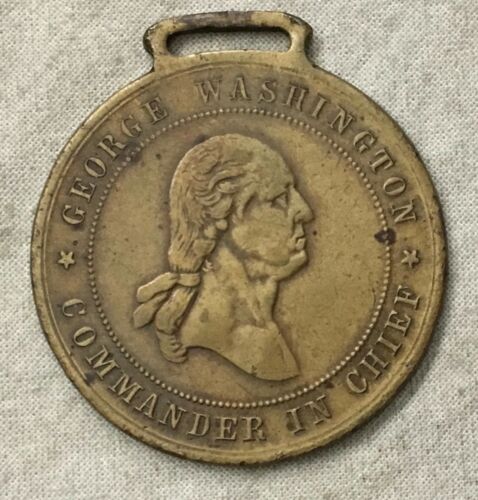 GEORGE WASHINGTON
COMMANDER IN CHIEF